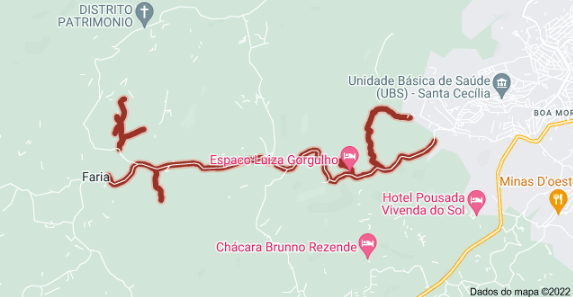 DISTRITO
PATRIMONIO
Unidade Básica de Saúde
(UBS) - Santa Cecília
BOA MOR
Espaço Luiza Gorgulho
Faria
Minas D'oeste
Hotel Pousada
Vivenda do Sol
Chácara Brunno Rezende
Dados do mapa ©2022